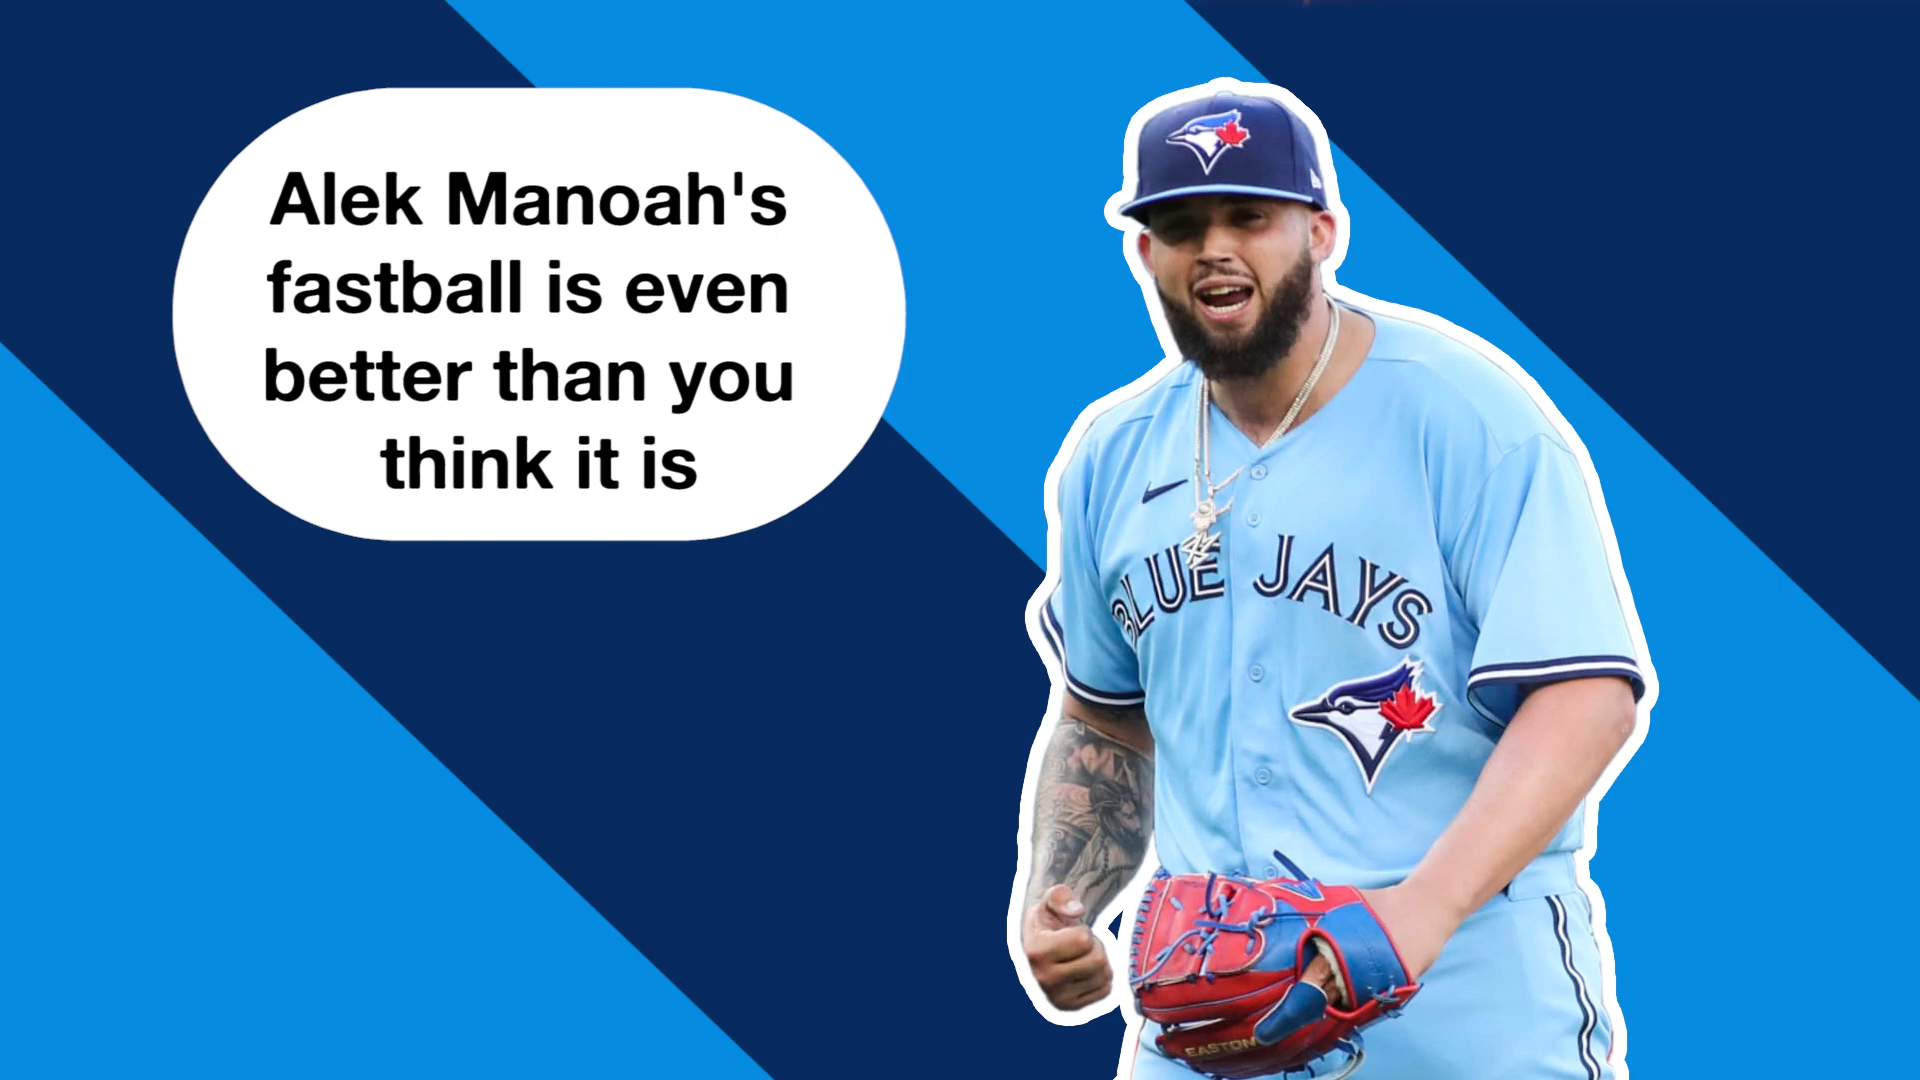 Alek Manoah's
fastball is even
better than you
think it is
BLUE JAYS
EASTON